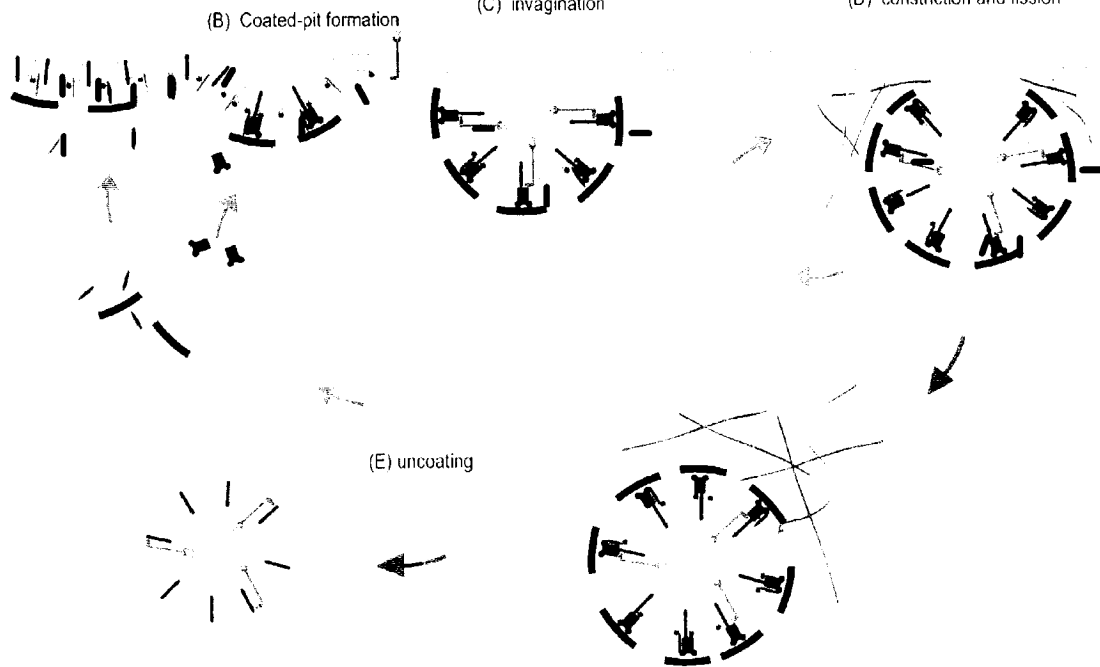 (B) Coated-pit formation
(C) invagination
(D) constriction and fission
(E) uncoating